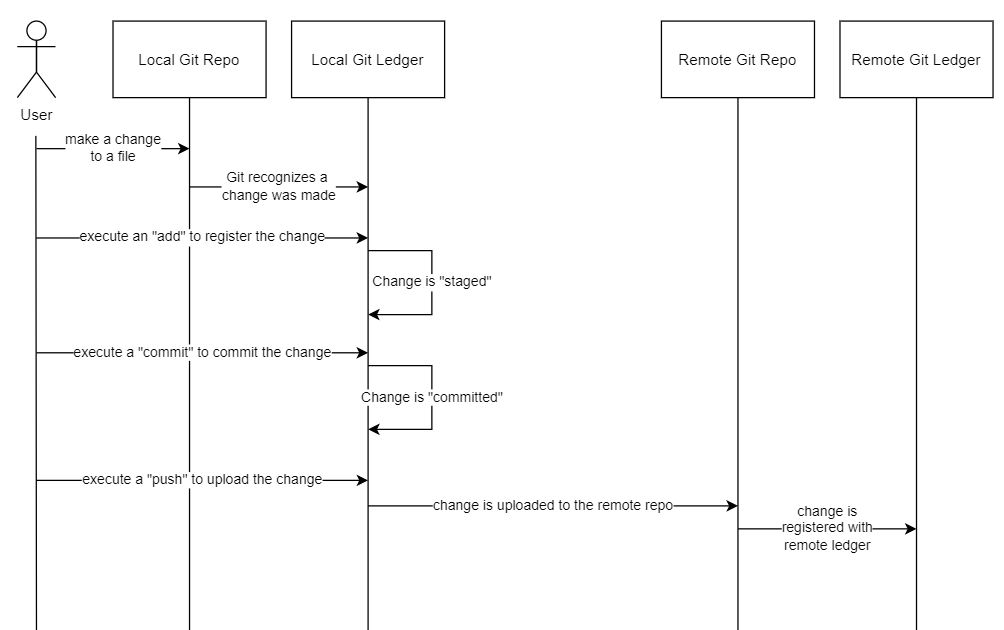 Local Git Repo
Local Git Ledger
Remote Git Repo
Remote Git Ledger
User
make a change
to a file
Git recognizes a
change was made
execute an "add" to register the change
Change is "staged"
execute a "commit" to commit the change
Change is "committed"
execute a "push" to upload the change
change is uploaded to the remote repo
change is
registered with
remote ledger